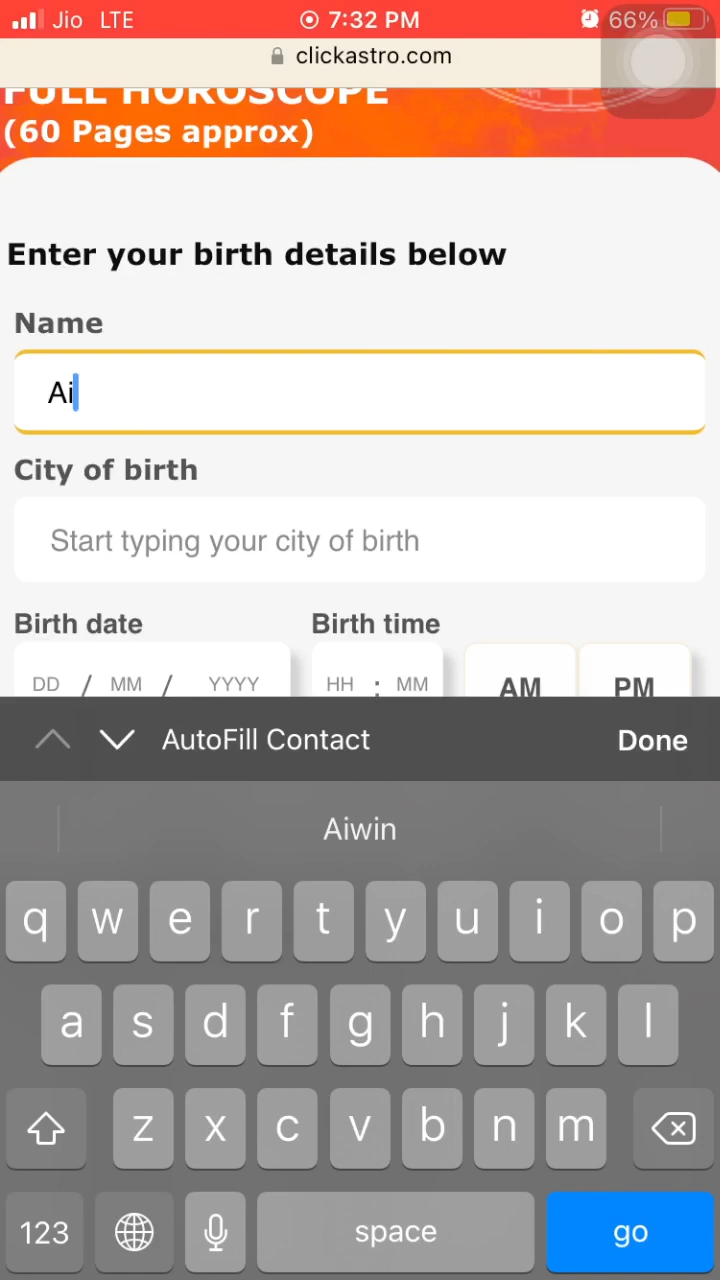 Jio LTE 7:32 PM 66%
clickastro.com
FULL HOROSCOPE
(60 Pages approx)
Enter your birth details below
Name
Ai
City of birth
Start typing your city of birth
Birth date Birth time
DD / MM / YYYY HH : MM AM PM
AutoFill Contact Done
Aiwin
q w e r t y u i o p
a s d f g h j k l
z x c v b n m
123 space go